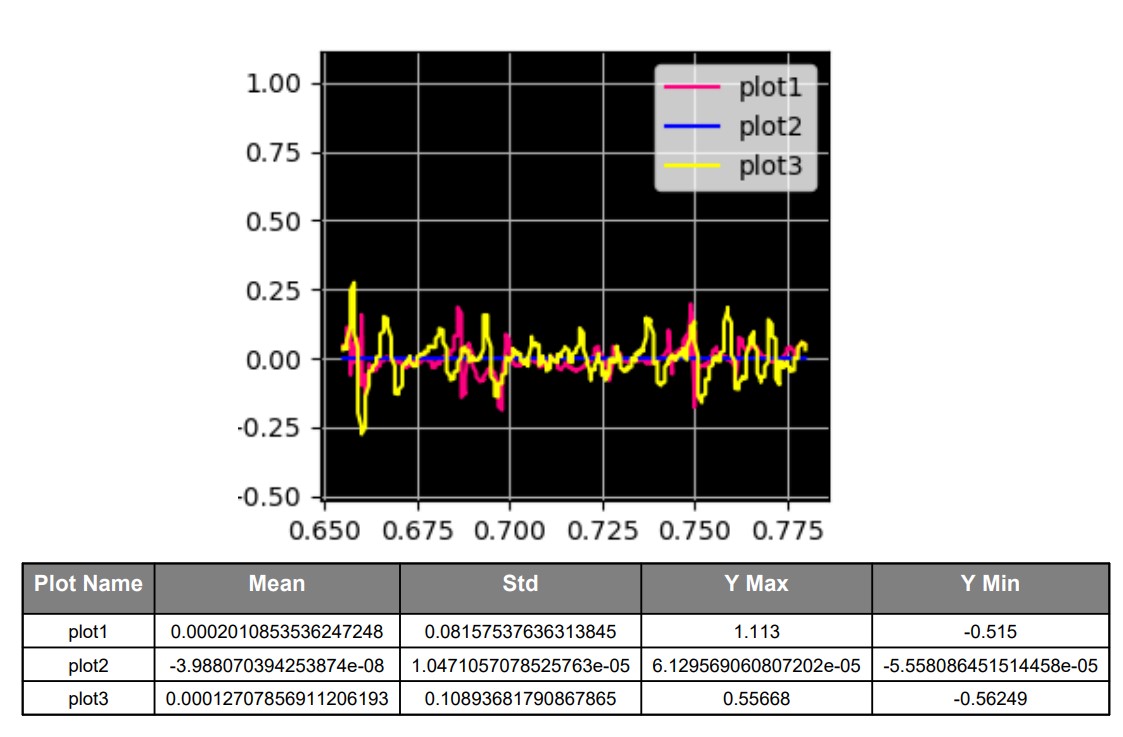 1.00
0.75
0.50
0.25
0.00
-0.25
-0.50
plot1
plot2
plot3
0.650 0.675 0.700 0.725 0.750 0.775
Plot Name Mean Std Y Max Y Min
plot1 0.0002010853536247248 0.08157537636313845 1.113 -0.515
plot2 -3.988070394253874e-08 1.0471057078525763e-05 6.129569060807202e-05 -5.558086451514458e-05
plot3 0.00012707856911206193 0.10893681790867865 0.55668 -0.56249